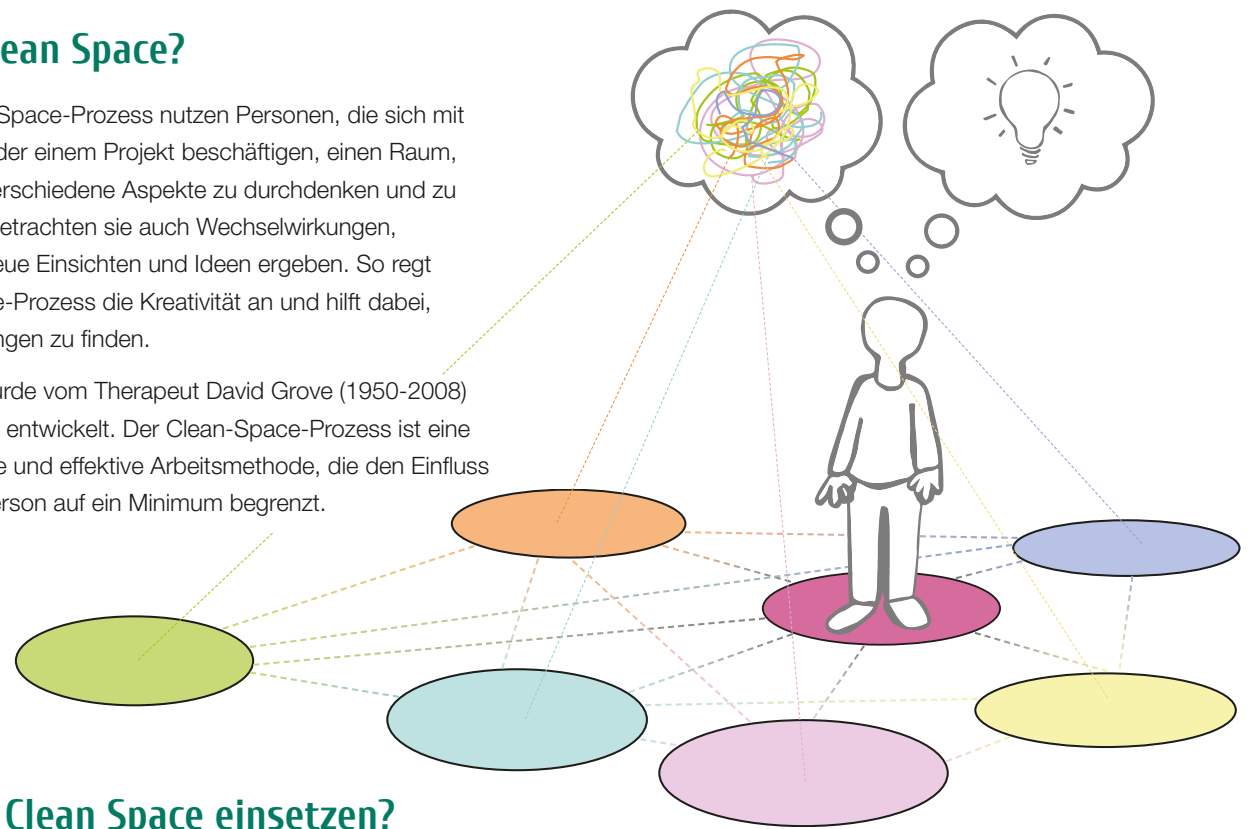 lean Space?
Space-Prozess nutzen Personen, die sich mit
der einem Projekt beschäftigen, einen Raum,
erschiedene Aspekte zu durchdenken und zu
etrachten sie auch Wechselwirkungen,
eue Einsichten und Ideen ergeben. So regt
e-Prozess die Kreativität an und hilft dabei,
ngen zu finden.
urde vom Therapeut David Grove (1950-2008)
entwickelt. Der Clean-Space-Prozess ist eine
e und effektive Arbeitsmethode, die den Einfluss
erson auf ein Minimum begrenzt.
Clean Space einsetzen?